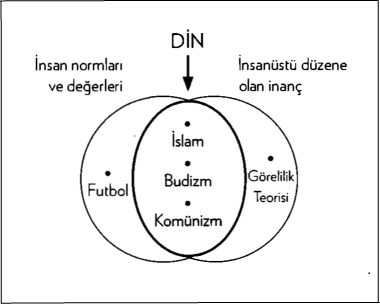 DİN
İnsan normları
ve değerleri
İnsanüstü düzene
olan inanç
İslam
Budizm
Komünizm
Futbol
Görelilik
Teorisi